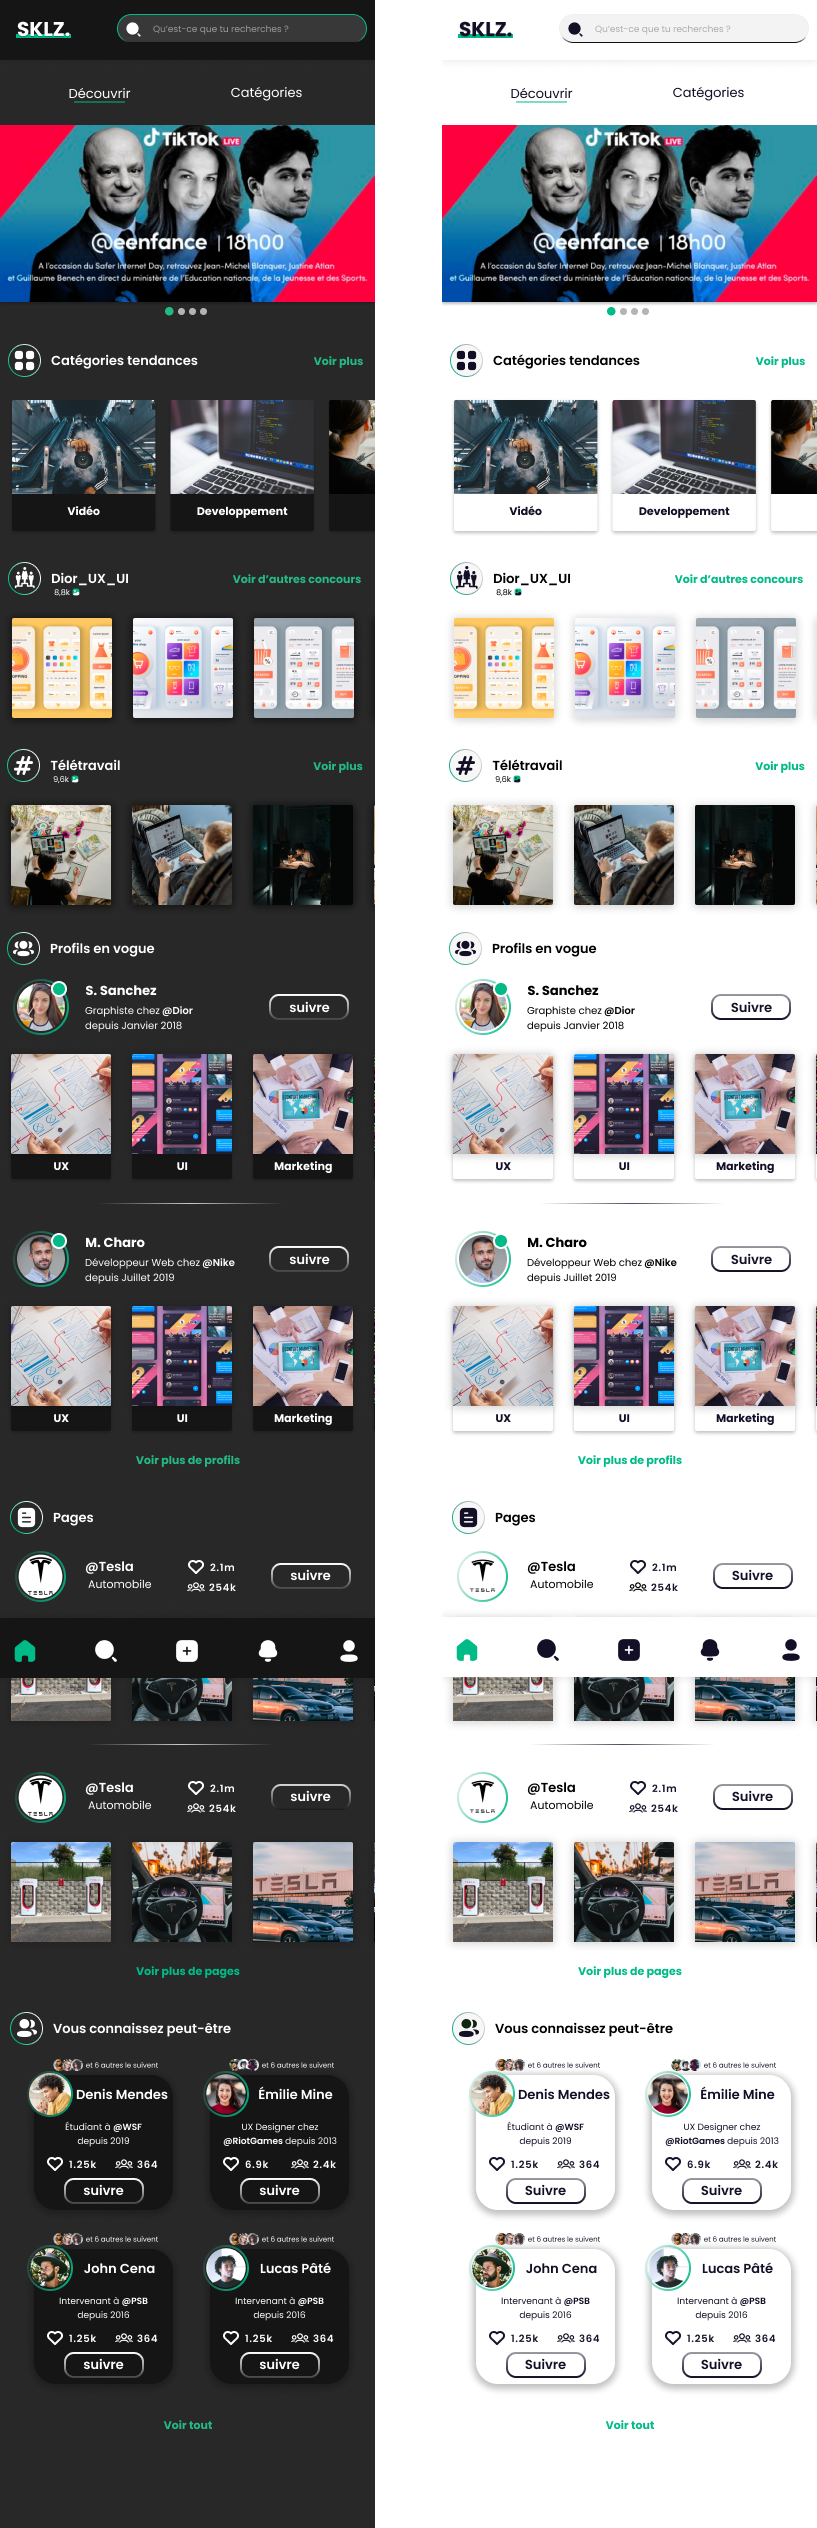 SKLZ.
Qu'est-ce que tu recherches ?
Découvrir
Catégories
TikTok LIVE
@eenfance | 18h00
A l'occasion du Safer Internet Day, retrouvez Jean-Michel Blanquer, Justine Atlan
et Guillaume Benech en direct du ministère de l'Education nationale, de la Jeunesse et des Sports.
Catégories tendances
Voir plus
Vidéo
Developpement
Dior_UX_UI
8,8k
Voir d'autres concours
Télétravail
9,6k
Voir plus
Profils en vogue
S. Sanchez
Graphiste chez @Dior
depuis Janvier 2018
suivre
UX
UI
Marketing
M. Charo
Développeur Web chez @Nike
depuis Juillet 2019
suivre
UX
UI
Marketing
Voir plus de profils
Pages
TESLA
@Tesla
Automobile
2.1m
254k
suivre
TESLA
@Tesla
Automobile
2.1m
254k
suivre
TESLA
Voir plus de pages
Vous connaissez peut-être
et 6 autres le suivent
Denis Mendes
Étudiant à @WSF
depuis 2019
1.25k
364
suivre
et 6 autres le suivent
Émilie Mine
UX Designer chez
@RiotGames depuis 2013
6.9k
2.4k
suivre
et 6 autres le suivent
John Cena
Intervenant à @PSB
depuis 2016
1.25k
364
suivre
et 6 autres le suivent
Lucas Pâté
Intervenant à @PSB
depuis 2016
1.25k
364
suivre
Voir tout
SKLZ.
Qu'est-ce que tu recherches ?
Découvrir
Catégories
TikTok LIVE
@eenfance | 18h00
A l'occasion du Safer Internet Day, retrouvez Jean-Michel Blanquer, Justine Atlan
et Guillaume Benech en direct du ministère de l'Education nationale, de la Jeunesse et des Sports.
Catégories tendances
Voir plus
Vidéo
Developpement
Dior_UX_UI
8,8k
Voir d'autres concours
Télétravail
9,6k
Voir plus
Profils en vogue
S. Sanchez
Graphiste chez @Dior
depuis Janvier 2018
Suivre
UX
UI
Marketing
M. Charo
Développeur Web chez @Nike
depuis Juillet 2019
Suivre
UX
UI
Marketing
Voir plus de profils
Pages
TESLA
@Tesla
Automobile
2.1m
254k
Suivre
TESLA
@Tesla
Automobile
2.1m
254k
Suivre
TESLA
Voir plus de pages
Vous connaissez peut-être
et 6 autres le suivent
Denis Mendes
Étudiant à @WSF
depuis 2019
1.25k
364
Suivre
et 6 autres le suivent
Émilie Mine
UX Designer chez
@RiotGames depuis 2013
6.9k
2.4k
Suivre
et 6 autres le suivent
John Cena
Intervenant à @PSB
depuis 2016
1.25k
364
Suivre
et 6 autres le suivent
Lucas Pâté
Intervenant à @PSB
depuis 2016
1.25k
364
Suivre
Voir tout